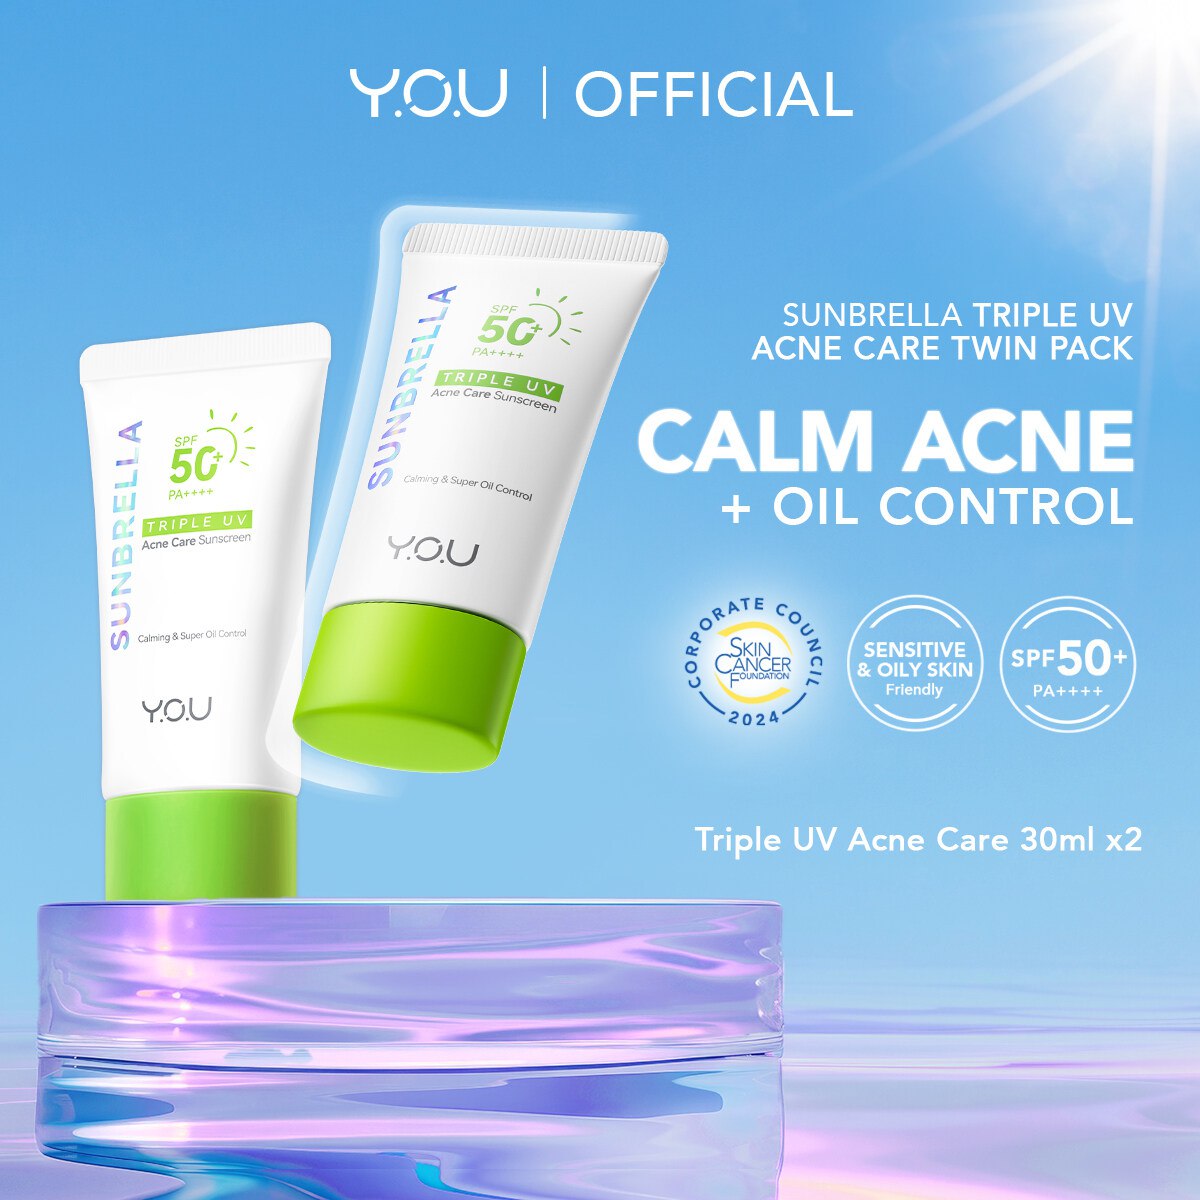 Y.O.U | OFFICIAL
SUNBRELLA TRIPLE UV
ACNE CARE TWIN PACK
CALM ACNE
+ OIL CONTROL
CORPORATE COUNCIL
SKIN
CANCER
FOUNDATION
2024
SENSITIVE
& OILY SKIN
Friendly
SPF50+
PA++++
Triple UV Acne Care 30ml x2
SUNBRELLA
SPF
50+
PA++++
TRIPLE UV
Acne Care Sunscreen
Calming & Super Oil Control
Y.O.U
SUNBRELLA
SPF
50+
PA++++
TRIPLE UV
Acne Care Sunscreen
Calming & Super Oil Control
Y.O.U